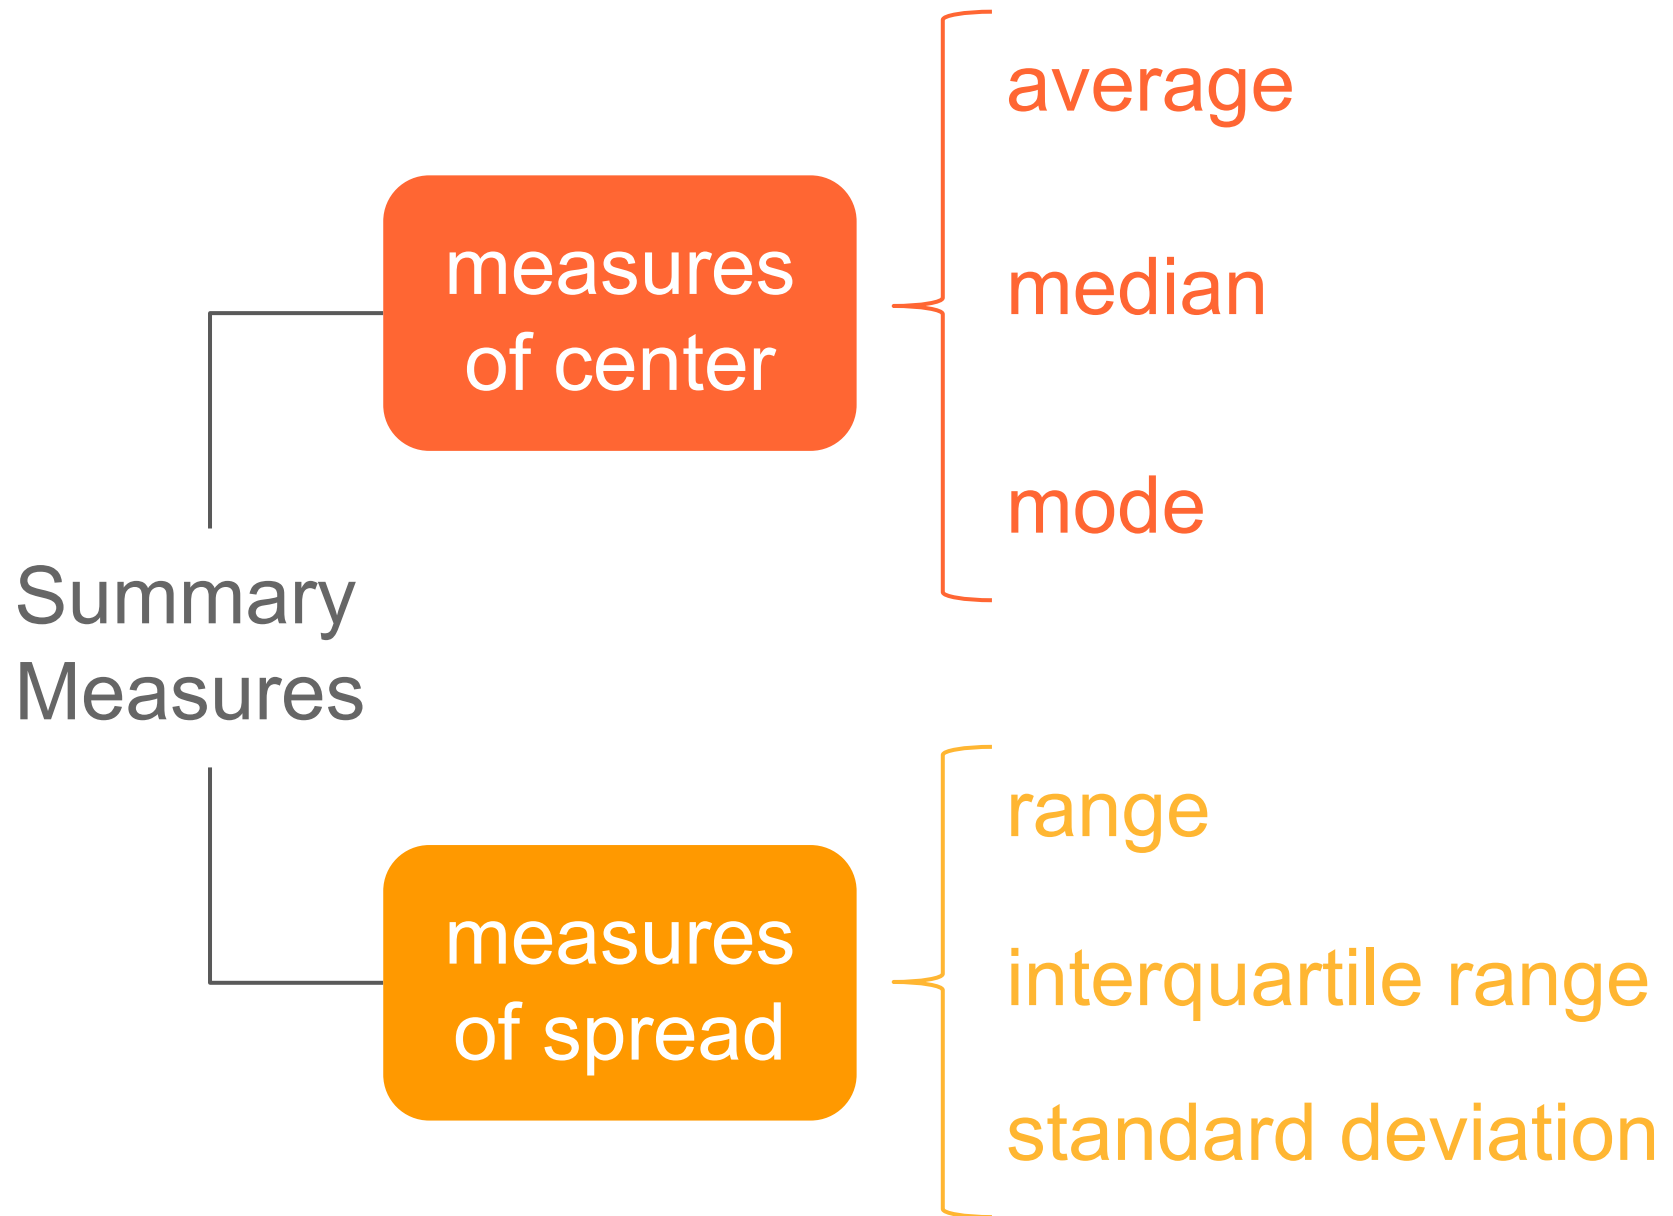 Summary
Measures
measures
of center
average
median
mode
measures
of spread
range
interquartile range
standard deviation